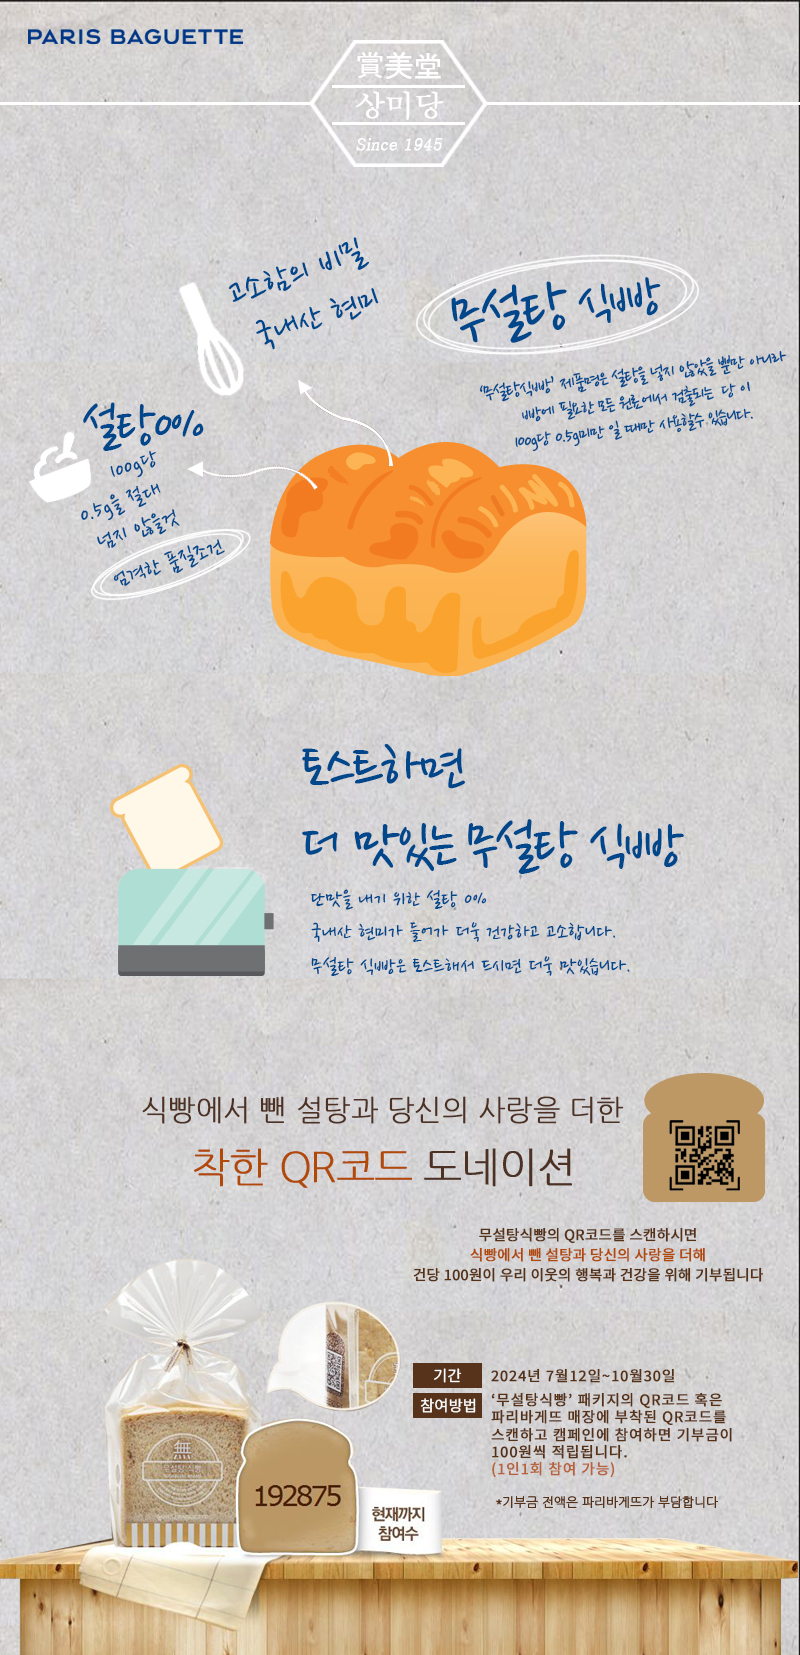 PARIS BAGUETTE
賞美堂
상미당
Since 1945
고소함의 비밀
국내산 현미
무설탕 식빵
'무설탕식빵' 제품명은 설탕을 넣지 않았을 뿐만 아니라
빵에 필요한 모든 원료에서 검출되는 당 이
100g당 0.5g미만 일 때만 사용할수 있습니다.
설탕0%
100g당
0.5g을 절대
넘지 않을것
엄격한 품질조건
토스트하면
더 맛있는 무설탕 식빵
단맛을 내기 위한 설탕 0%
국내산 현미가 들어가 더욱 건강하고 고소합니다.
무설탕 식빵은 토스트해서 드시면 더욱 맛있습니다.
식빵에서 뺀 설탕과 당신의 사랑을 더한
착한 QR코드 도네이션
무설탕식빵의 QR코드를 스캔하시면
식빵에서 뺀 설탕과 당신의 사랑을 더해
건당 100원이 우리 이웃의 행복과 건강을 위해 기부됩니다
기간 2024년 7월12일~10월30일
참여방법 ‘무설탕식빵’ 패키지의 QR코드 혹은
파리바게뜨 매장에 부착된 QR코드를
스캔하고 캠페인에 참여하면 기부금이
100원씩 적립됩니다.
(1인1회 참여 가능)
*기부금 전액은 파리바게뜨가 부담합니다
無
무설탕 식빵
192875
현재까지
참여수